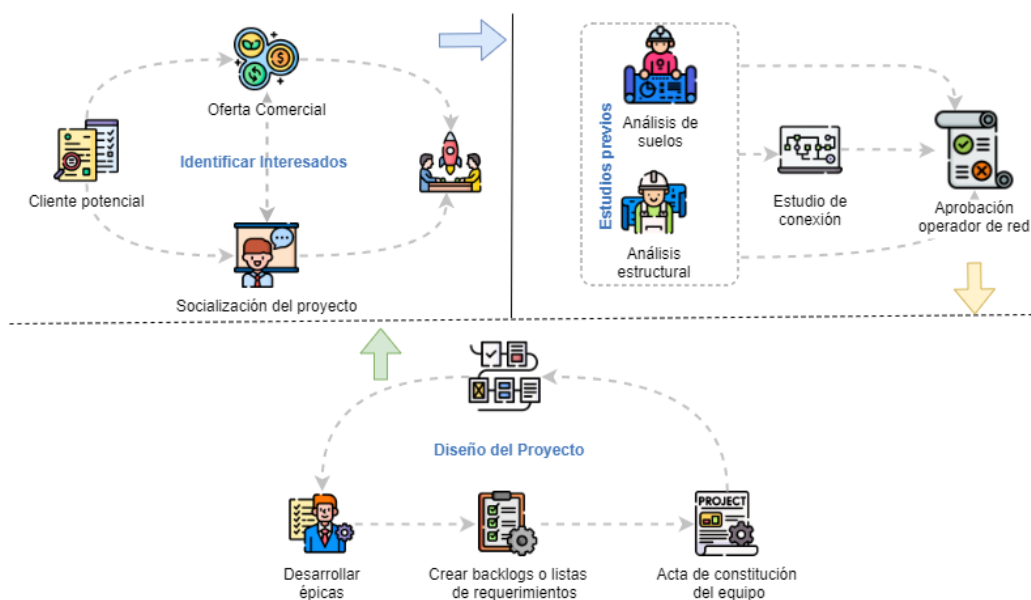 Oferta Comercial
Identificar Interesados
Cliente potencial
Socialización del proyecto
Estudios previos
Análisis de
suelos
Análisis
estructural
Estudio de
conexión
Aprobación
operador de red
Diseño del Proyecto
Desarrollar
épicas
Crear backlogs o listas
de requerimientos
PROJECT
Acta de constitución
del equipo